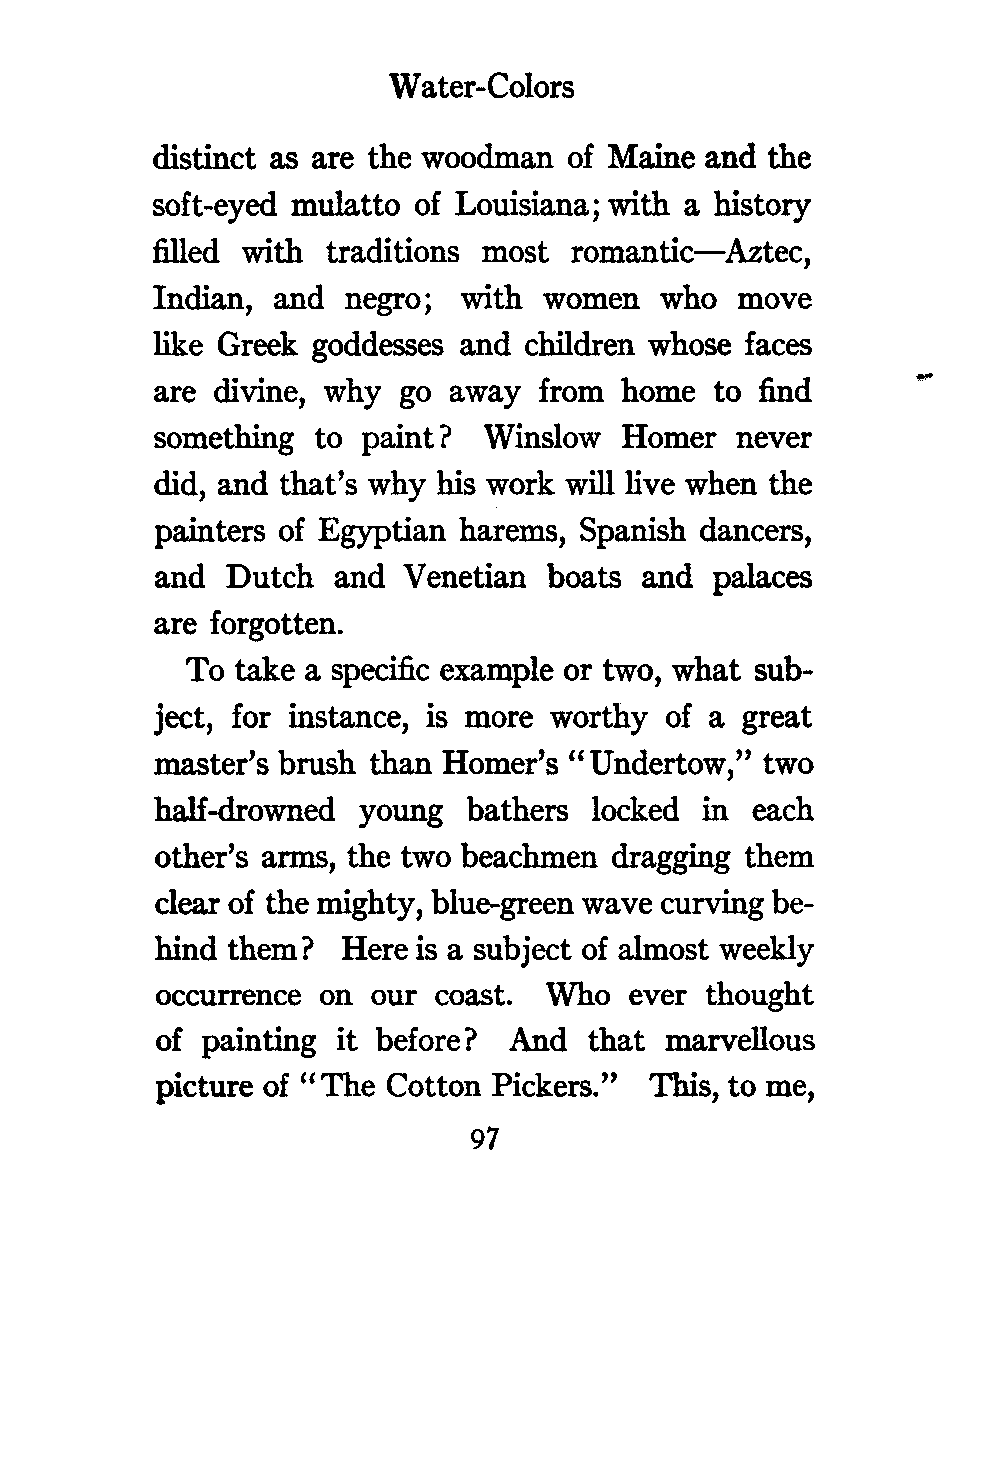 Water-Colors
distinct as are the woodman of Maine and the
soft-eyed mulatto of Louisiana; with a history
filled with traditions most romantic—Aztec,
Indian, and negro; with women who move
like Greek goddesses and children whose faces
are divine, why go away from home to find
something to paint? Winslow Homer never
did, and that's why his work will live when the
painters of Egyptian harems, Spanish dancers,
and Dutch and Venetian boats and palaces
are forgotten.
To take a specific example or two, what sub-
ject, for instance, is more worthy of a great
master's brush than Homer's "Undertow," two
half-drowned young bathers locked in each
other's arms, the two beachmen dragging them
clear of the mighty, blue-green wave curving be-
hind them? Here is a subject of almost weekly
occurrence on our coast. Who ever thought
of painting it before? And that marvellous
picture of "The Cotton Pickers." This, to me,
97